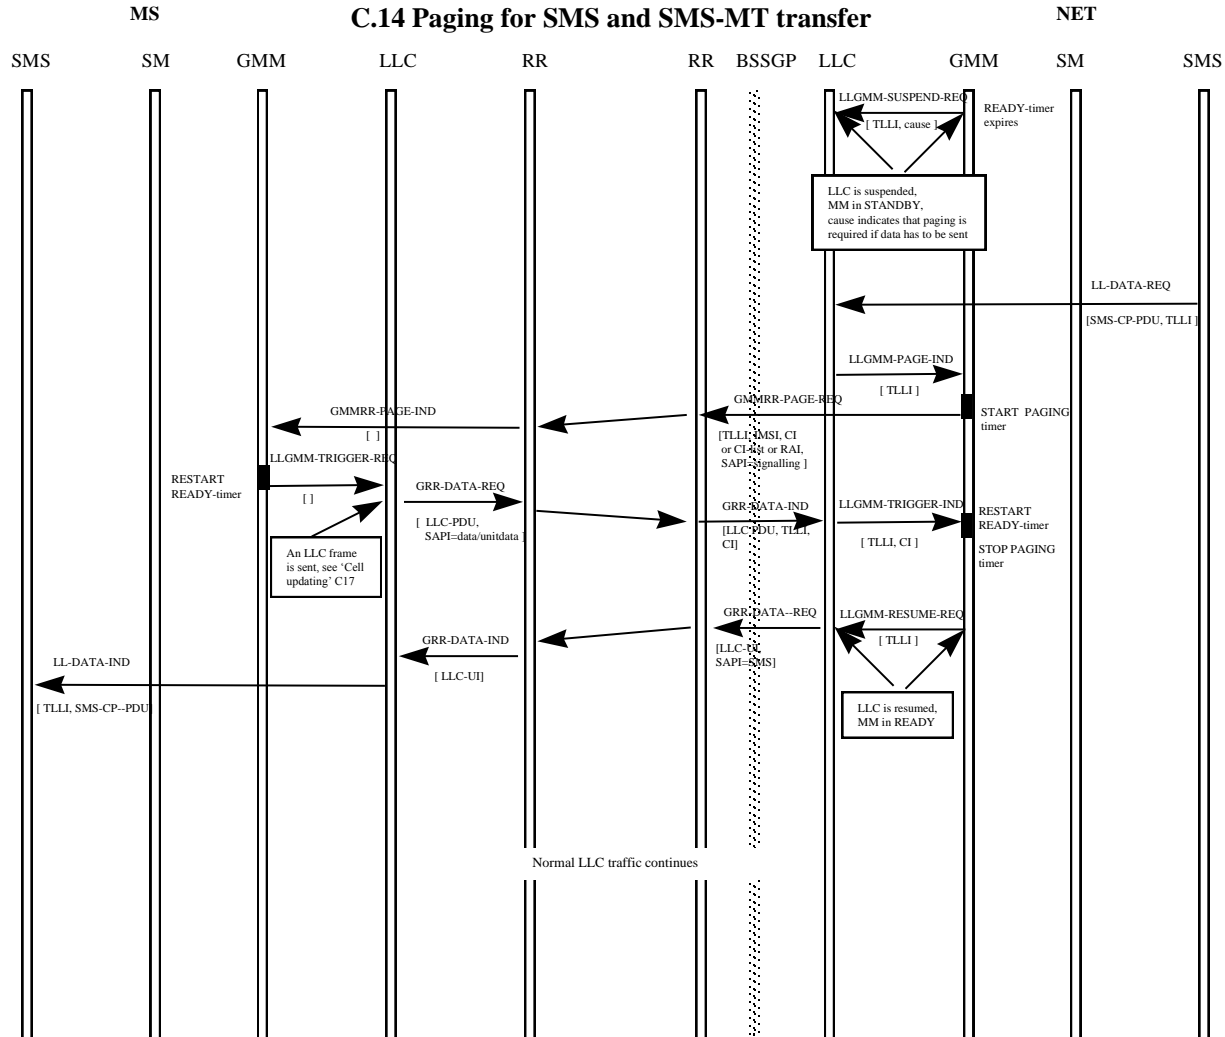 MS
C.14 Paging for SMS and SMS-MT transfer
NET
SMS SM GMM LLC RR RR BSSGP LLC GMM SM SMS
LLGMM-SUSPEND-REQ
[ TLLI, cause ]
READY-timer
expires
LLC is suspended,
MM in STANDBY,
cause indicates that paging is
required if data has to be sent
LL-DATA-REQ
[SMS-CP-PDU, TLLI ]
LLGMM-PAGE-IND
[ TLLI ]
GMMRR-PAGE-REQ
START PAGING
timer
GMMRR-PAGE-IND
[ ]
[TLLI, IMSI, CI
or CI-list or RAI,
SAPI=signalling ]
LLGMM-TRIGGER-REQ
RESTART
READY-timer
[ ]
GRR-DATA-REQ
[ LLC-PDU,
SAPI=data/unitdata ]
GRR-DATA-IND
[LLC-PDU, TLLI,
CI]
LLGMM-TRIGGER-IND
[ TLLI, CI ]
RESTART
READY-timer
STOP PAGING
timer
An LLC frame
is sent, see ‘Cell
updating’ C17
GRR-DATA--REQ
[LLC-UI,
SAPI=SMS]
LLGMM-RESUME-REQ
[ TLLI ]
GRR-DATA-IND
[ LLC-UI]
LL-DATA-IND
[ TLLI, SMS-CP--PDU]
LLC is resumed,
MM in READY
Normal LLC traffic continues